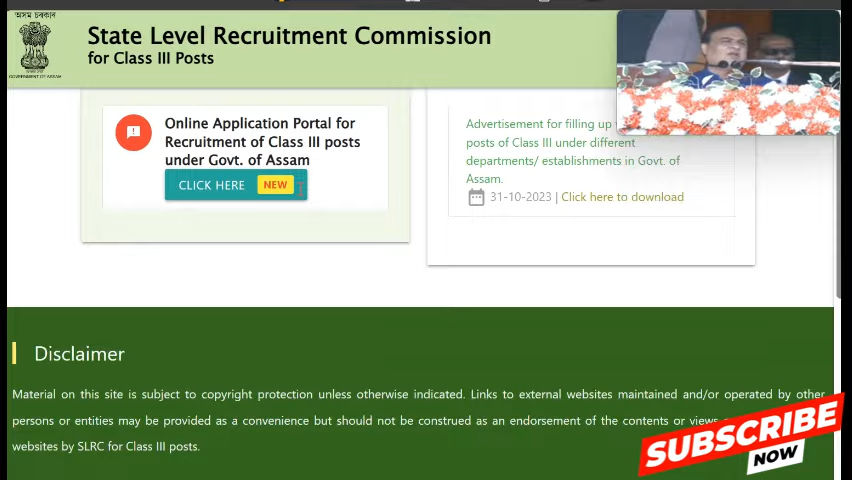 অসম চৰকাৰ
GOVERNMENT OF ASSAM
State Level Recruitment Commission
for Class III Posts
Online Application Portal for
Recruitment of Class III posts
under Govt. of Assam
CLICK HERE NEW
Advertisement for filling up
posts of Class III under different
departments/ establishments in Govt. of
Assam.
31-10-2023 | Click here to download
Disclaimer
Material on this site is subject to copyright protection unless otherwise indicated. Links to external websites maintained and/or operated by other
persons or entities may be provided as a convenience but should not be construed as an endorsement of the contents or views
websites by SLRC for Class III posts.
SUBSCRIBE
NOW